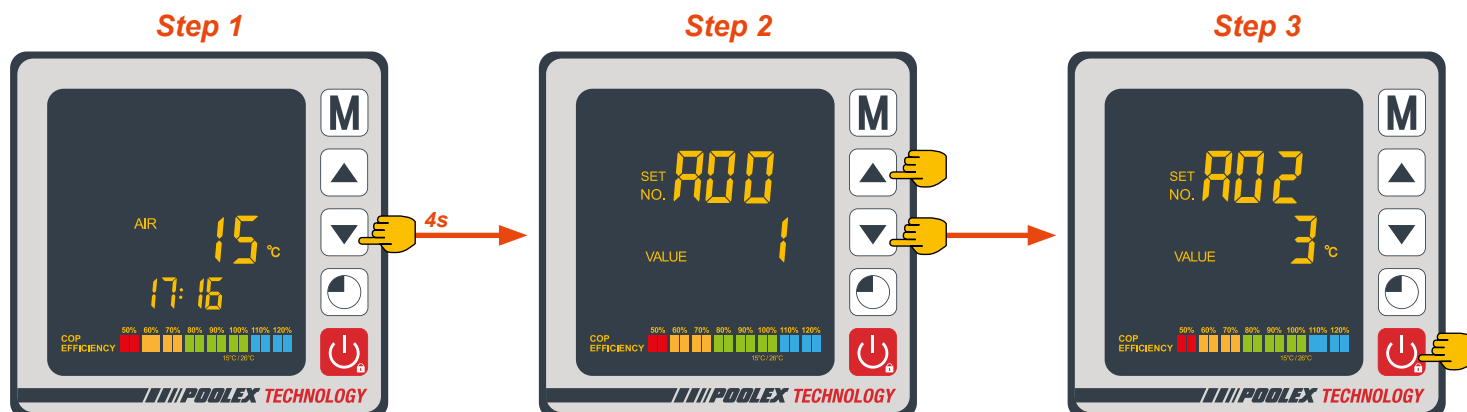 Step 1
M
AIR
15 °C
17:16
50% 60% 70% 80% 90% 100% 110% 120%
COP
EFFICIENCY
15°C / 26°C
POOLEX TECHNOLOGY
4s
Step 2
M
SET
NO.
A00
VALUE
1
50% 60% 70% 80% 90% 100% 110% 120%
COP
EFFICIENCY
15°C / 26°C
POOLEX TECHNOLOGY
Step 3
M
SET
NO.
A02
VALUE
3 °C
50% 60% 70% 80% 90% 100% 110% 120%
COP
EFFICIENCY
15°C / 26°C
POOLEX TECHNOLOGY